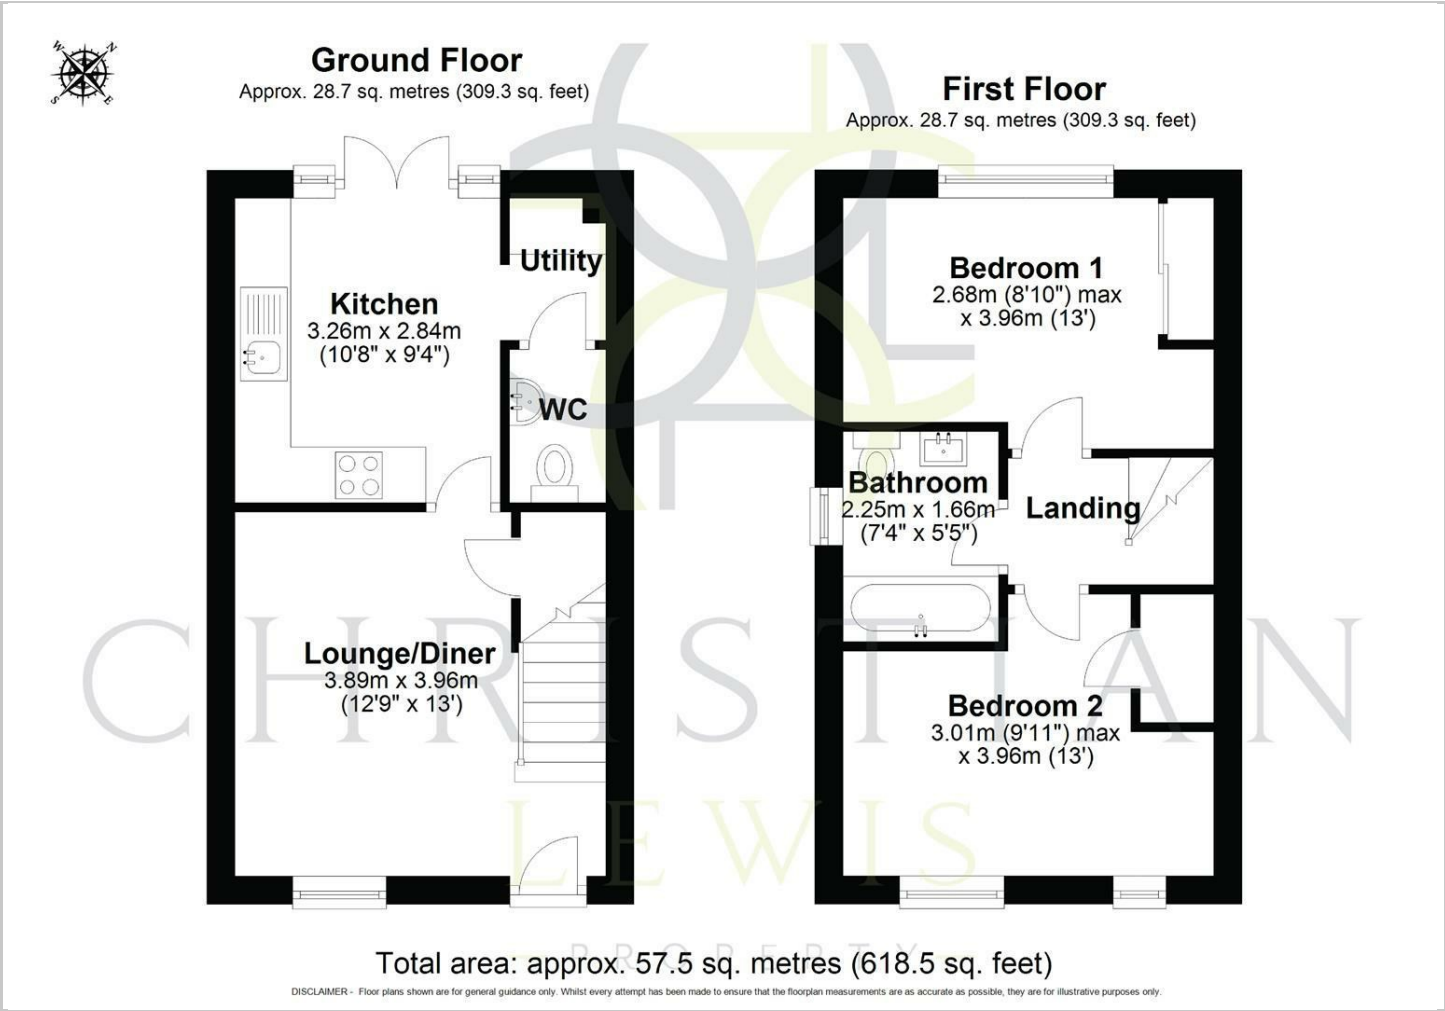 W N
S E
Ground Floor
Approx. 28.7 sq. metres (309.3 sq. feet)
Kitchen
3.26m x 2.84m
(10'8" x 9'4")
Utility
WC
Lounge/Diner
3.89m x 3.96m
(12'9" x 13')
First Floor
Approx. 28.7 sq. metres (309.3 sq. feet)
Bedroom 1
2.68m (8'10") max
x 3.96m (13')
Bathroom
2.25m x 1.66m
(7'4" x 5'5")
Landing
Bedroom 2
3.01m (9'11") max
x 3.96m (13')
CHRISTIAN
LEWIS
PROPERTY
Total area: approx. 57.5 sq. metres (618.5 sq. feet)
DISCLAIMER - Floor plans shown are for general guidance only. Whilst every attempt has been made to ensure that the floorplan measurements are as accurate as possible, they are for illustrative purposes only.